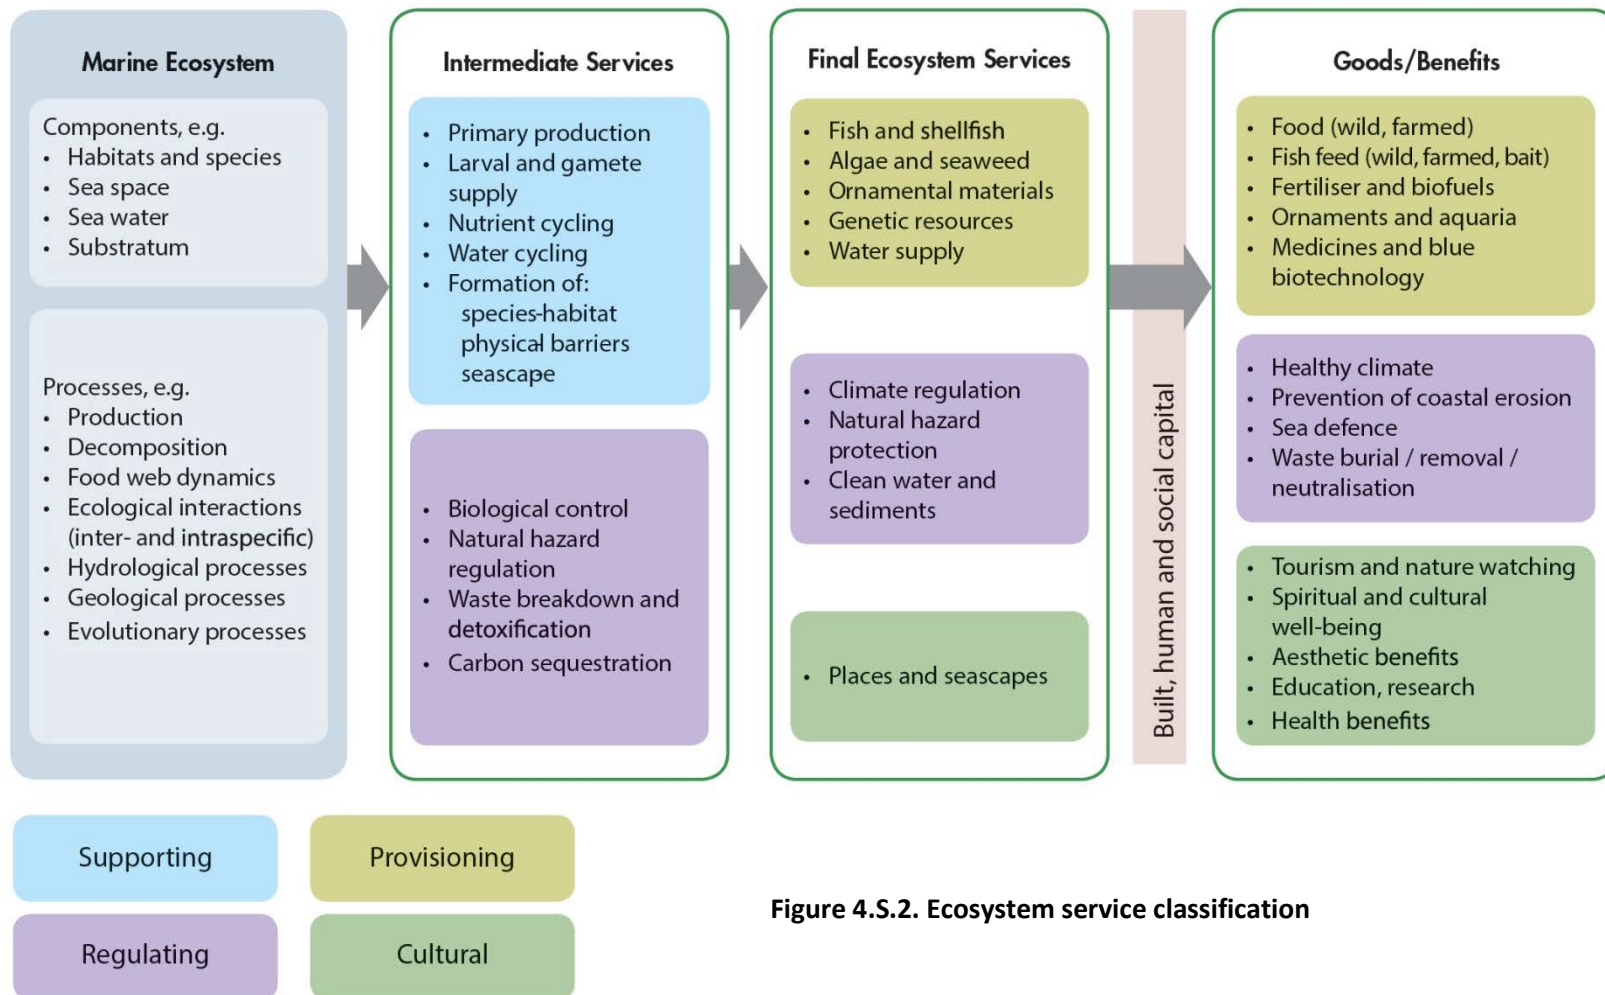 Marine Ecosystem
Components, e.g.
• Habitats and species
• Sea space
• Sea water
• Substratum
Processes, e.g.
• Production
• Decomposition
• Food web dynamics
• Ecological interactions
(inter- and intraspecific)
• Hydrological processes
• Geological processes
• Evolutionary processes
Intermediate Services
• Primary production
• Larval and gamete
supply
• Nutrient cycling
• Water cycling
• Formation of:
species-habitat
physical barriers
seascape
• Biological control
• Natural hazard
regulation
• Waste breakdown and
detoxification
• Carbon sequestration
Final Ecosystem Services
• Fish and shellfish
• Algae and seaweed
• Ornamental materials
• Genetic resources
• Water supply
• Climate regulation
• Natural hazard
protection
• Clean water and
sediments
• Places and seascapes
Built, human and social capital
Goods/Benefits
• Food (wild, farmed)
• Fish feed (wild, farmed, bait)
• Fertiliser and biofuels
• Ornaments and aquaria
• Medicines and blue
biotechnology
• Healthy climate
• Prevention of coastal erosion
• Sea defence
• Waste burial / removal /
neutralisation
• Tourism and nature watching
• Spiritual and cultural
well-being
• Aesthetic benefits
• Education, research
• Health benefits
Supporting
Provisioning
Regulating
Cultural
Figure 4.S.2. Ecosystem service classification